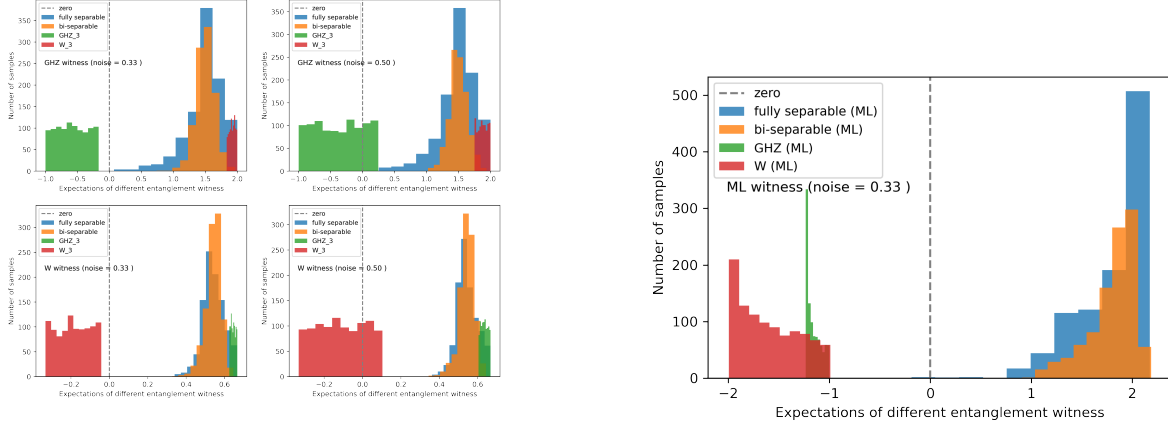 zero
fully separable
bi-separable
GHZ_3
W_3
GHZ witness (noise = 0.33 )
Number of samples
350
300
250
200
150
100
50
0
−1.0 −0.5 0.0 0.5 1.0 1.5 2.0
Expectations of different entanglement witness
zero
fully separable
bi-separable
GHZ_3
W_3
GHZ witness (noise = 0.50 )
Number of samples
350
300
250
200
150
100
50
0
−1.0 −0.5 0.0 0.5 1.0 1.5 2.0
Expectations of different entanglement witness
zero
fully separable
bi-separable
GHZ_3
W_3
W witness (noise = 0.33 )
Number of samples
300
250
200
150
100
50
0
−0.2 0.0 0.2 0.4 0.6
Expectations of different entanglement witness
zero
fully separable
bi-separable
GHZ_3
W_3
W witness (noise = 0.50 )
Number of samples
300
250
200
150
100
50
0
−0.2 0.0 0.2 0.4 0.6
Expectations of different entanglement witness
zero
fully separable (ML)
bi-separable (ML)
GHZ (ML)
W (ML)
ML witness (noise = 0.33 )
Number of samples
500
400
300
200
100
0
−2 −1 0 1 2
Expectations of different entanglement witness